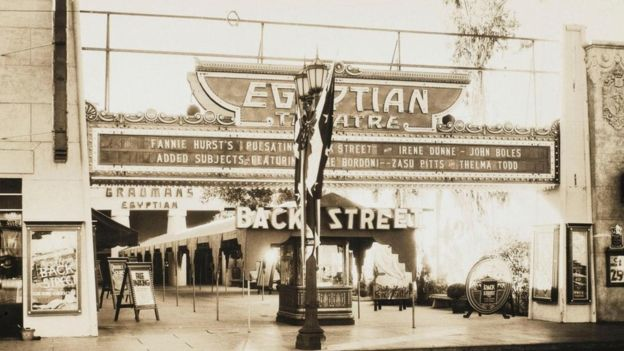 EGYPTIAN
THEATRE
FANNIE HURST'S PULSATING STREET IRENE DUNNE - JOHN BOLES
ADDED SUBJECTS - FEATURING BORDONI -- ZASU PITTS THELMA TODD
GRAUMAN'S
EGYPTIAN
BACK STREET
BACK
STREET